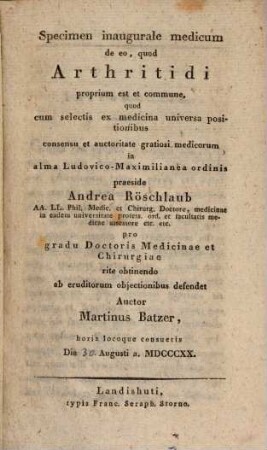 Specimen inaugurale medicum
de eo, quod
Arthritidi
proprium est et commune,
quod
cum selectis ex medicina universa posi-
tionibus
consensu et auctoritate gratiosi medicorum
in
alma Ludovico-Maximilianèa ordinis
praeside
Andrea Röschlaub
AA. LL. Phil. Medic. et Chirurg. Doctore, medicinae
in eadem universitate profess. ord. et facultatis me-
dicae seniore etc. etc.
pro
gradu Doctoris Medicinae et
Chirurgiae
rite obtinendo
ab eruditorum objectionibus defendet
Auctor
Martinus Batzer,
horis locoque consuetis
Die Augusti a. MDCCCXX.
Landishuti,
typis Franc. Seraph. Storno.